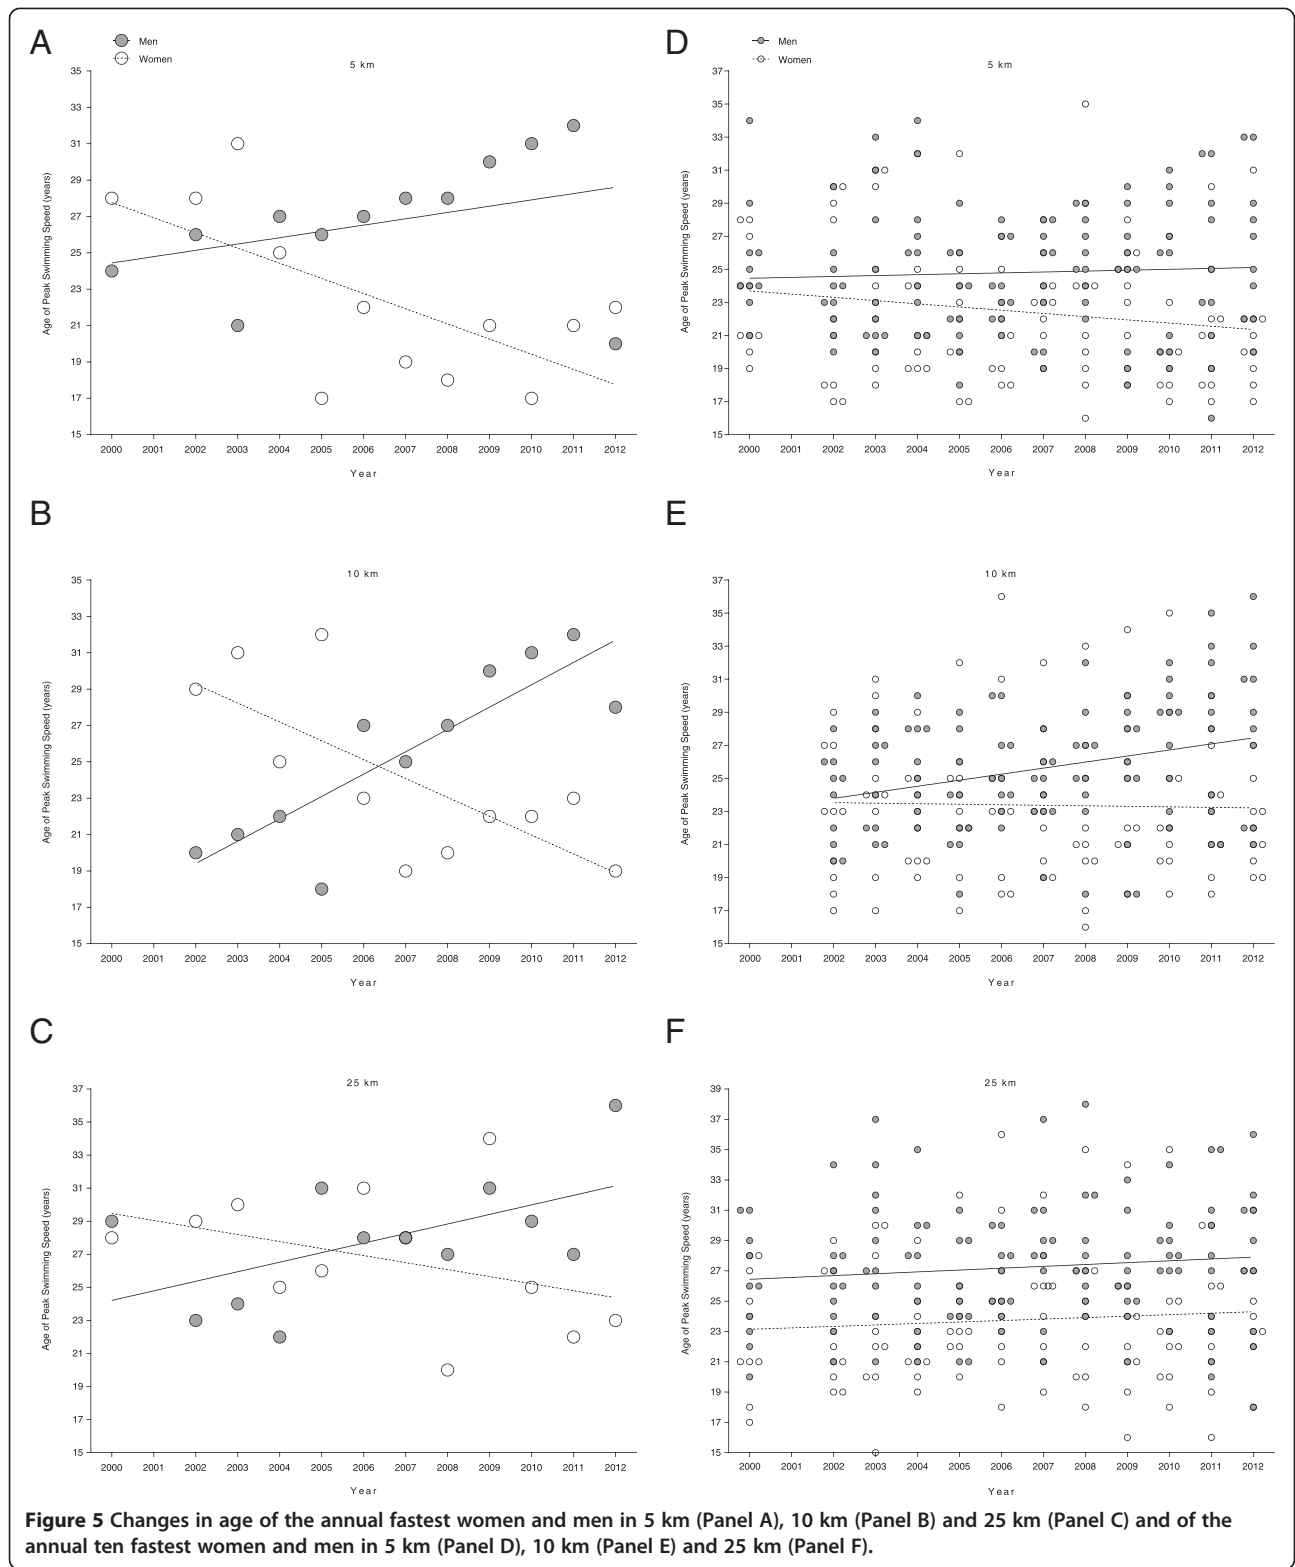 A
Men
Women
5 km
35
33
31
29
27
25
23
21
19
17
15
Age of Peak Swimming Speed (years)
2000 2001 2002 2003 2004 2005 2006 2007 2008 2009 2010 2011 2012
Year
D
Men
Women
5 km
37
35
33
31
29
27
25
23
21
19
17
15
Age of Peak Swimming Speed (years)
2000 2001 2002 2003 2004 2005 2006 2007 2008 2009 2010 2011 2012
Year
B
10 km
35
33
31
29
27
25
23
21
19
17
15
Age of Peak Swimming Speed (years)
2000 2001 2002 2003 2004 2005 2006 2007 2008 2009 2010 2011 2012
Year
E
10 km
37
35
33
31
29
27
25
23
21
19
17
15
Age of Peak Swimming Speed (years)
2000 2001 2002 2003 2004 2005 2006 2007 2008 2009 2010 2011 2012
Year
C
25 km
37
35
33
31
29
27
25
23
21
19
17
15
Age of Peak Swimming Speed (years)
2000 2001 2002 2003 2004 2005 2006 2007 2008 2009 2010 2011 2012
Year
F
25 km
39
37
35
33
31
29
27
25
23
21
19
17
15
Age of Peak Swimming Speed (years)
2000 2001 2002 2003 2004 2005 2006 2007 2008 2009 2010 2011 2012
Year
Figure 5 Changes in age of the annual fastest women and men in 5 km (Panel A), 10 km (Panel B) and 25 km (Panel C) and of the
annual ten fastest women and men in 5 km (Panel D), 10 km (Panel E) and 25 km (Panel F).